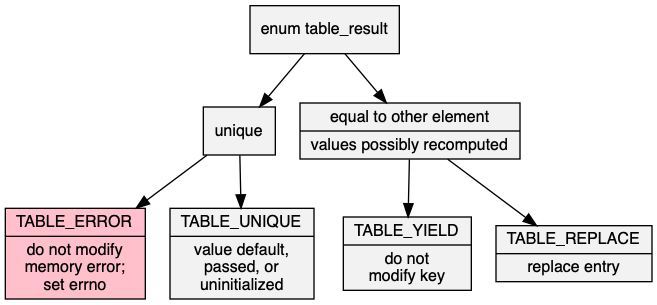 enum table_result
unique
equal to other element
values possibly recomputed
TABLE_ERROR
do not modify
memory error;
set errno
TABLE_UNIQUE
value default,
passed, or
uninitialized
TABLE_YIELD
do not
modify key
TABLE_REPLACE
replace entry